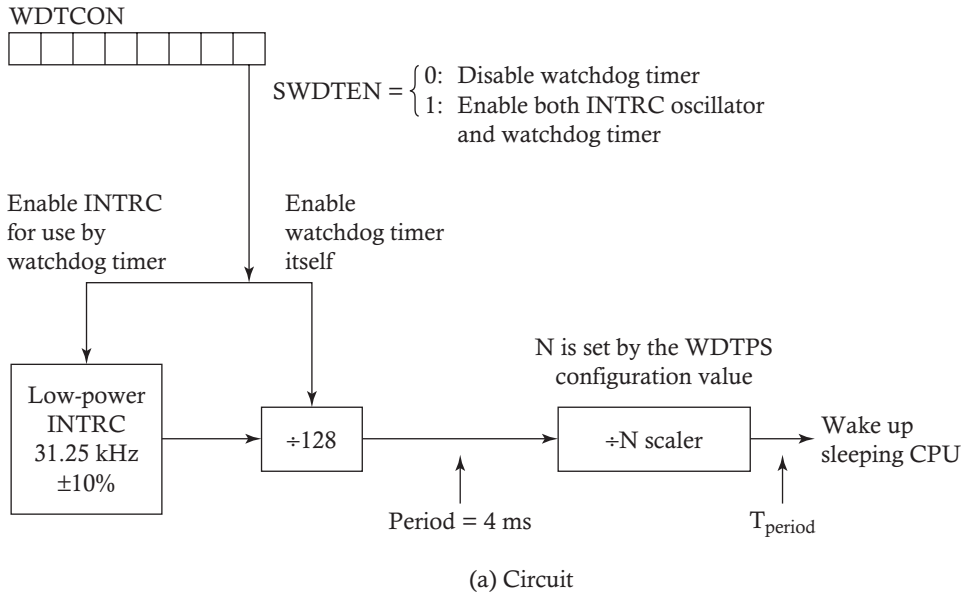 WDTCON
SWDTEN = { 0: Disable watchdog timer
1: Enable both INTRC oscillator
and watchdog timer
Enable INTRC
for use by
watchdog timer
Enable
watchdog timer
itself
N is set by the WDTPS
configuration value
Low-power
INTRC
31.25 kHz
±10%
÷128
÷N scaler
Wake up
sleeping CPU
Period = 4 ms
Tperiod
(a) Circuit